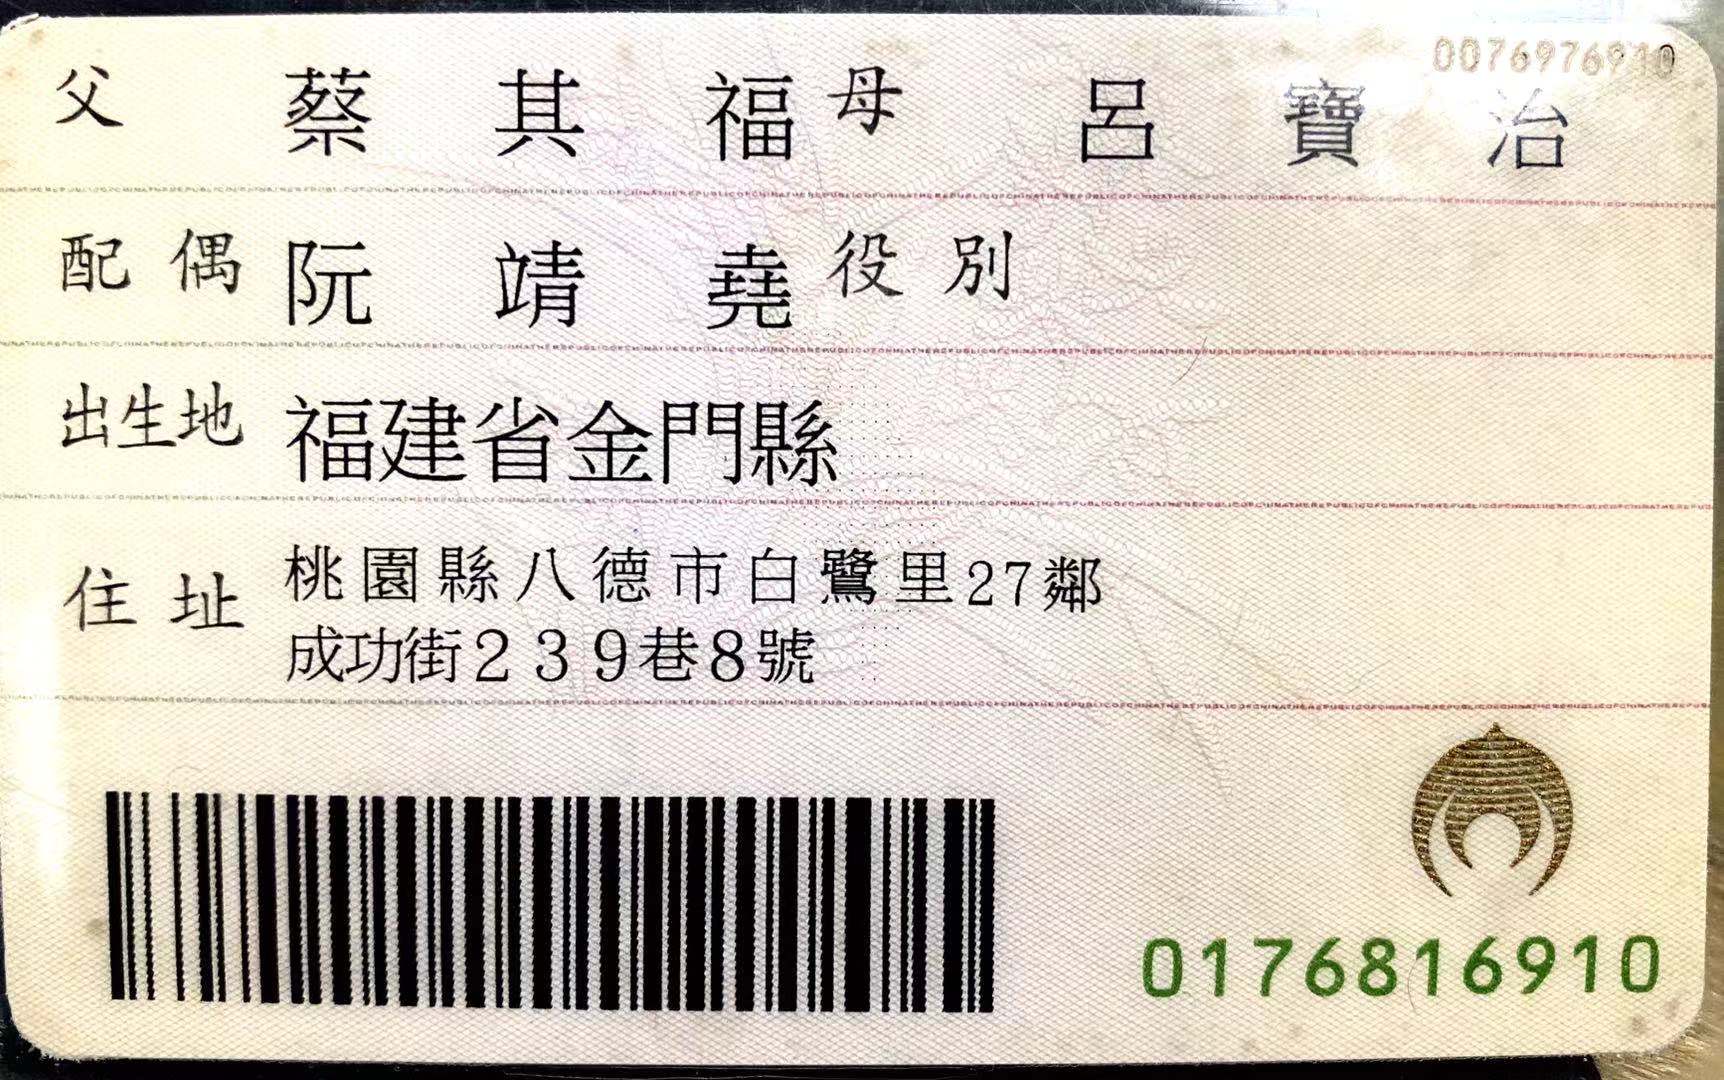 0076976910
父 蔡其福 母 呂寶治
配偶 阮靖堯 役別
出生地 福建省金門縣
住址 桃園縣八德市白鷺里27鄰
成功街239巷8號
0176816910